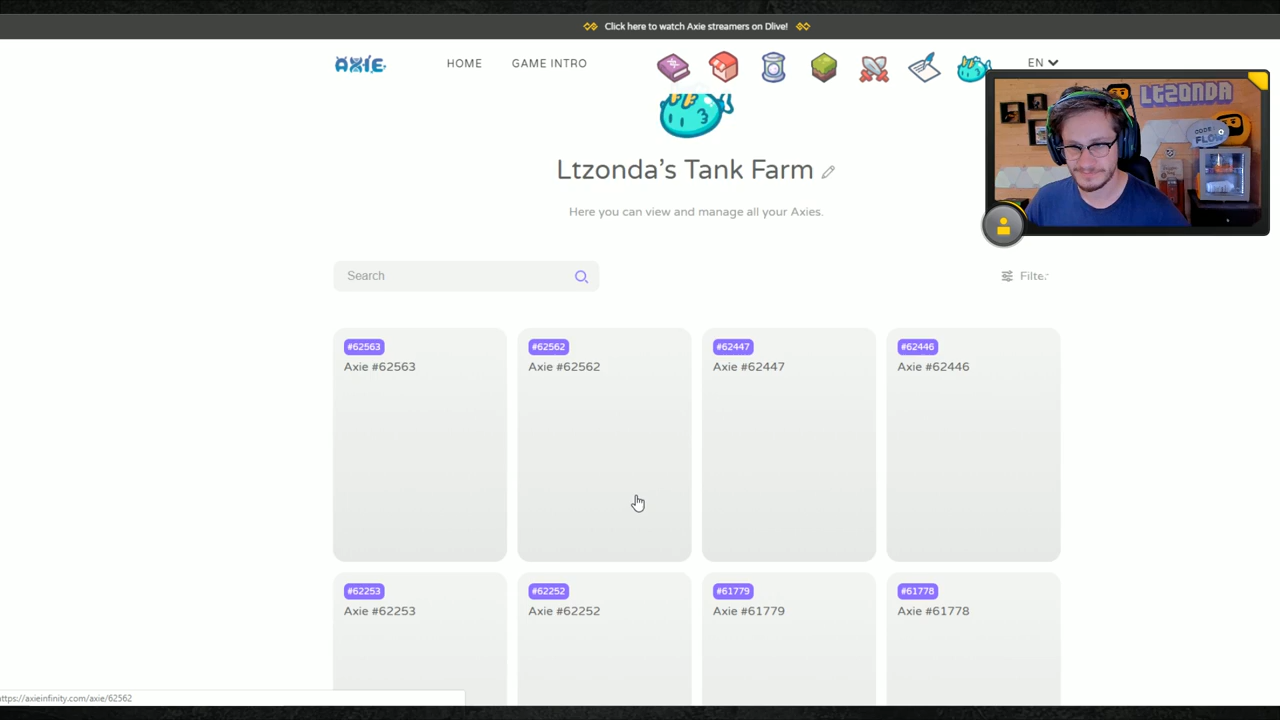 Click here to watch Axie streamers on Dlive!
AXIE
HOME
GAME INTRO
EN
LTZONDA
CODE
FLOW
Ltzonda's Tank Farm
Here you can view and manage all your Axies.
Search
Filte
#62563
Axie #62563
#62562
Axie #62562
#62447
Axie #62447
#62446
Axie #62446
#62253
Axie #62253
#62252
Axie #62252
#61779
Axie #61779
#61778
Axie #61778
https://axieinfinity.com/axie/62562